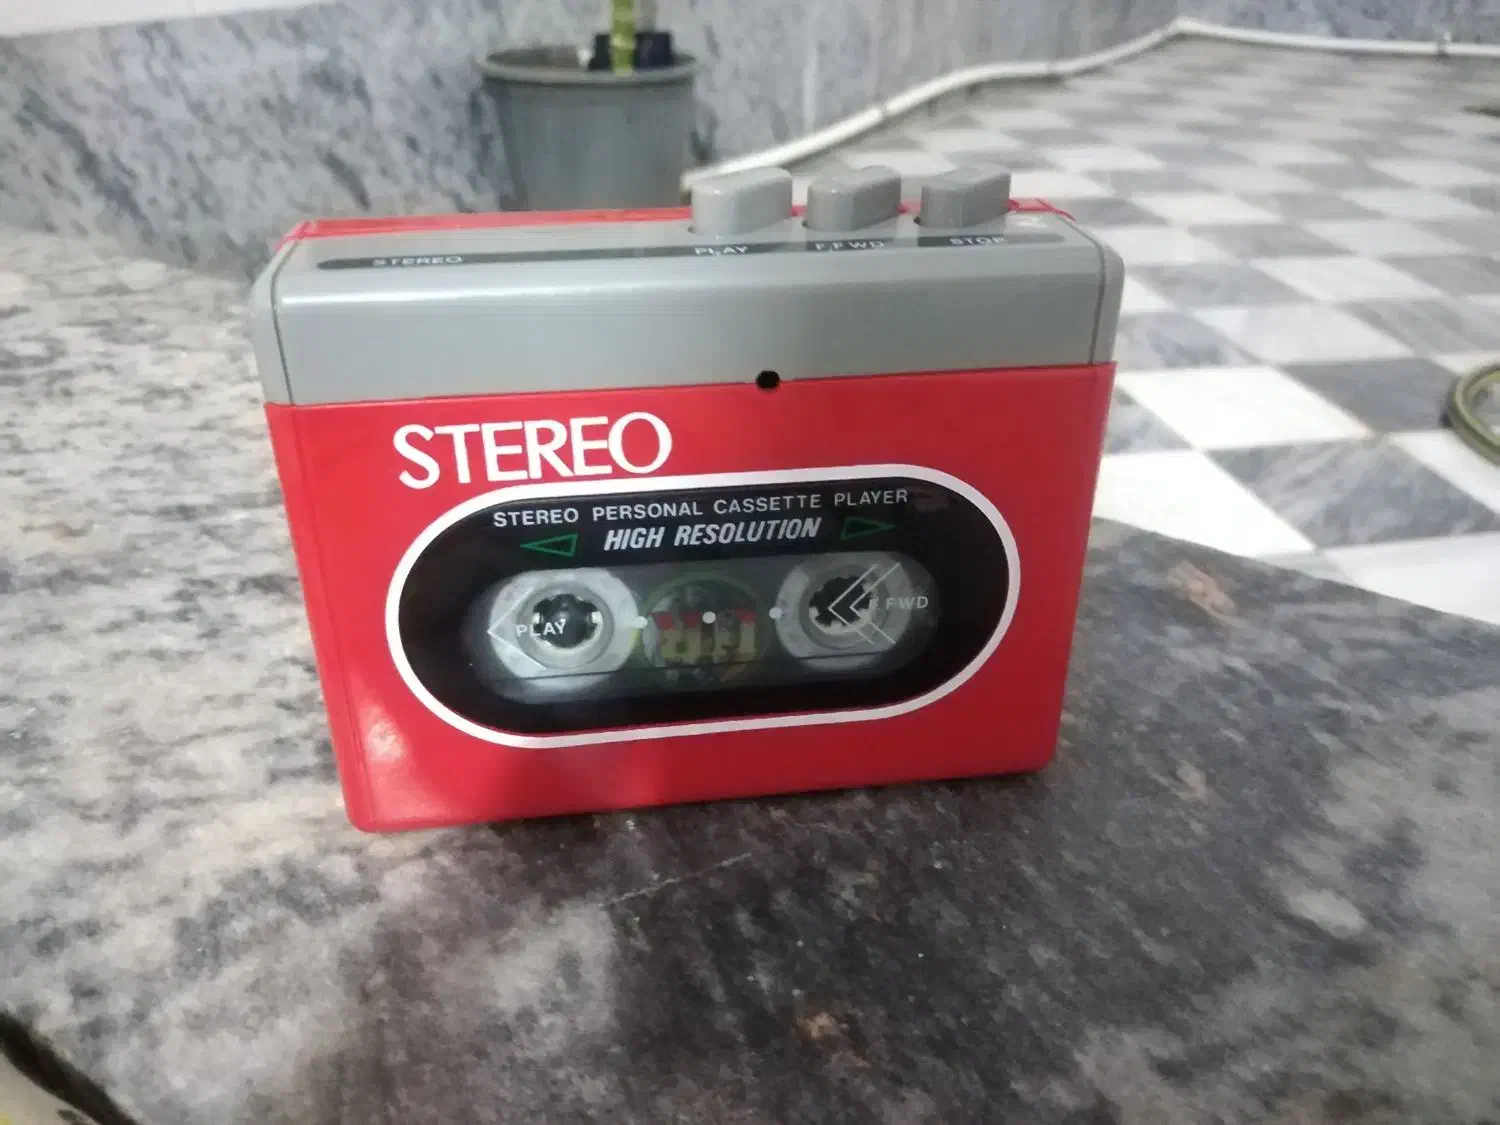 STEREO PLAY F.FWD STOP
STEREO
STEREO PERSONAL CASSETTE PLAYER
HIGH RESOLUTION
PLAY F.FWD